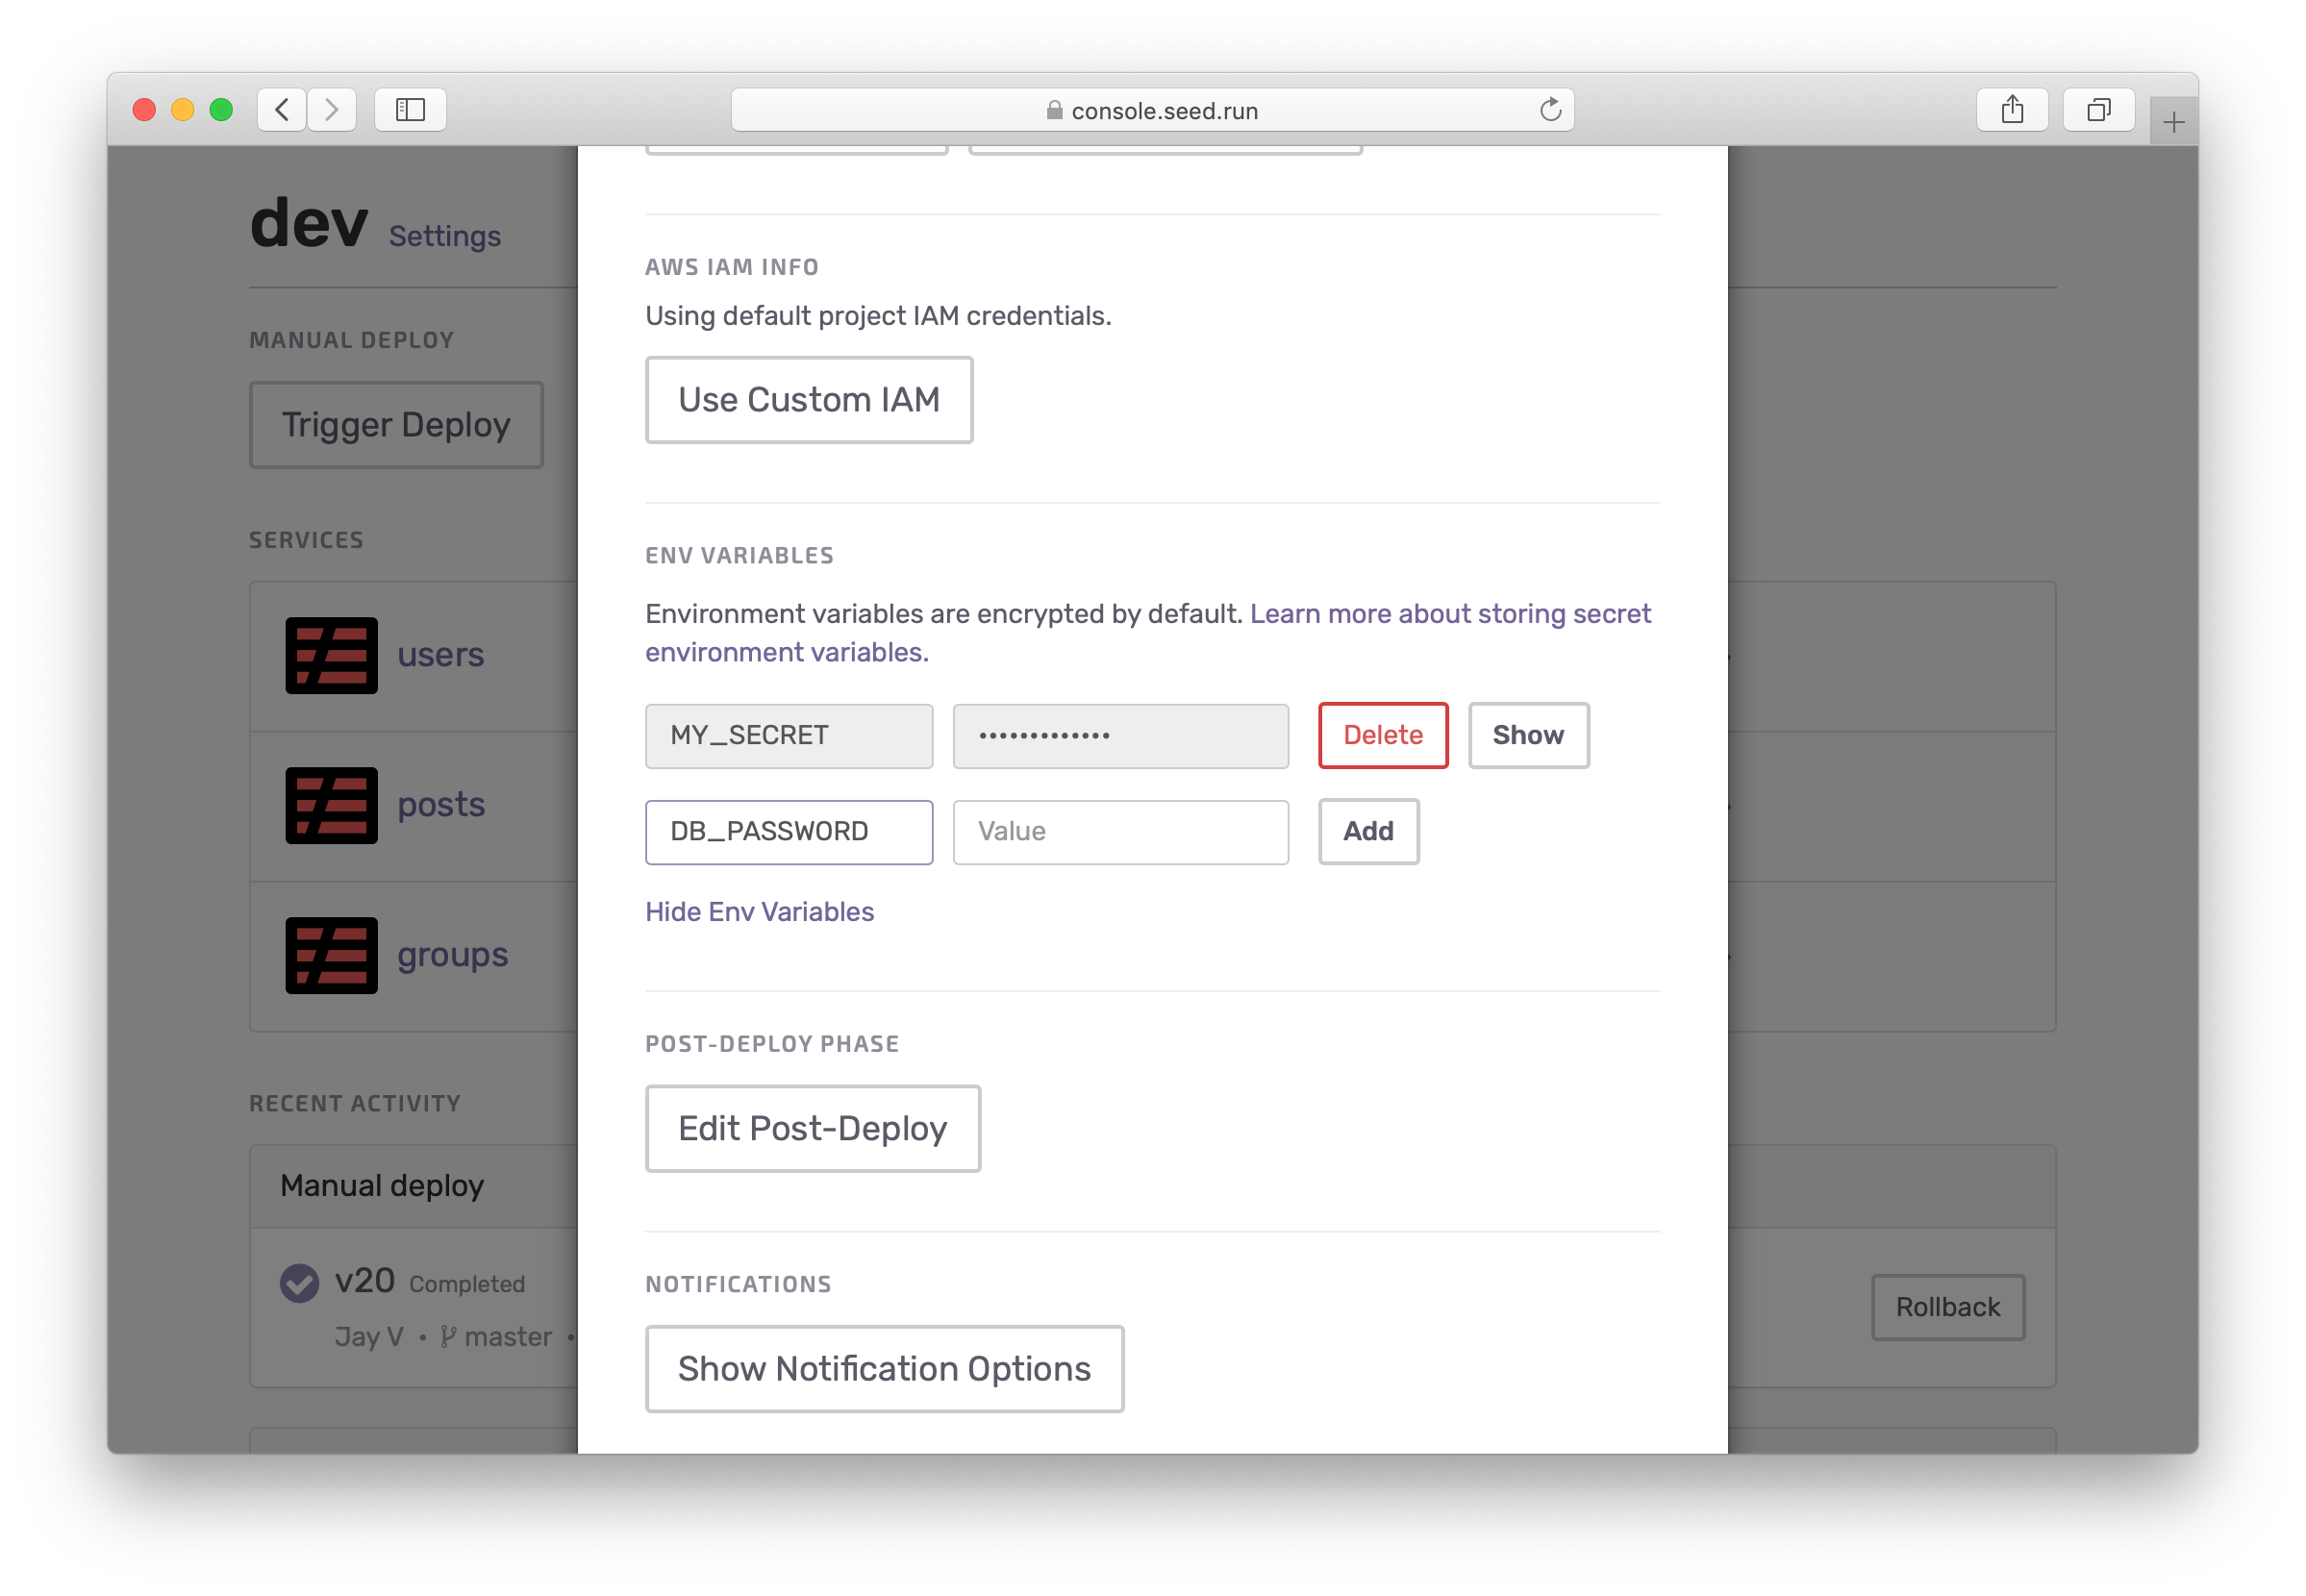 console.seed.run
dev Settings
MANUAL DEPLOY
Trigger Deploy
SERVICES
users
posts
groups
RECENT ACTIVITY
Manual deploy
v20 Completed
Jay V • master •
Rollback
AWS IAM INFO
Using default project IAM credentials.
Use Custom IAM
ENV VARIABLES
Environment variables are encrypted by default. Learn more about storing secret
environment variables.
MY_SECRET ••••••••••••• Delete Show
DB_PASSWORD Value Add
Hide Env Variables
POST-DEPLOY PHASE
Edit Post-Deploy
NOTIFICATIONS
Show Notification Options